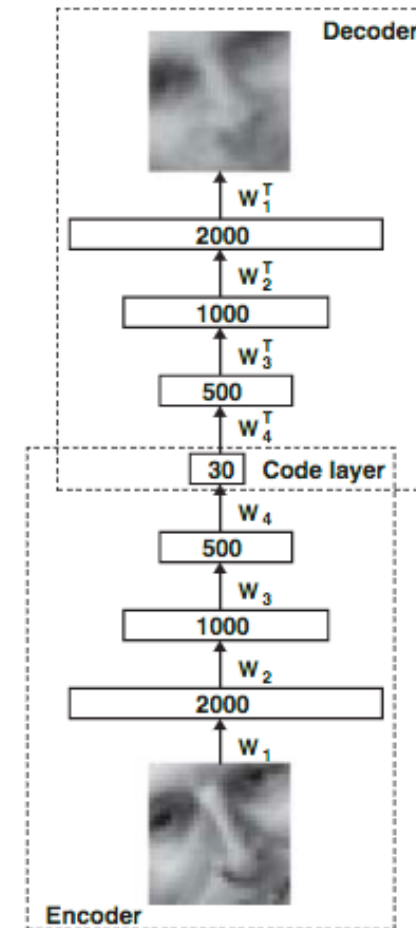 Decoder
W₁ᵀ
2000
W₂ᵀ
1000
W₃ᵀ
500
W₄ᵀ
30 Code layer
W₄
500
W₃
1000
W₂
2000
W₁
Encoder